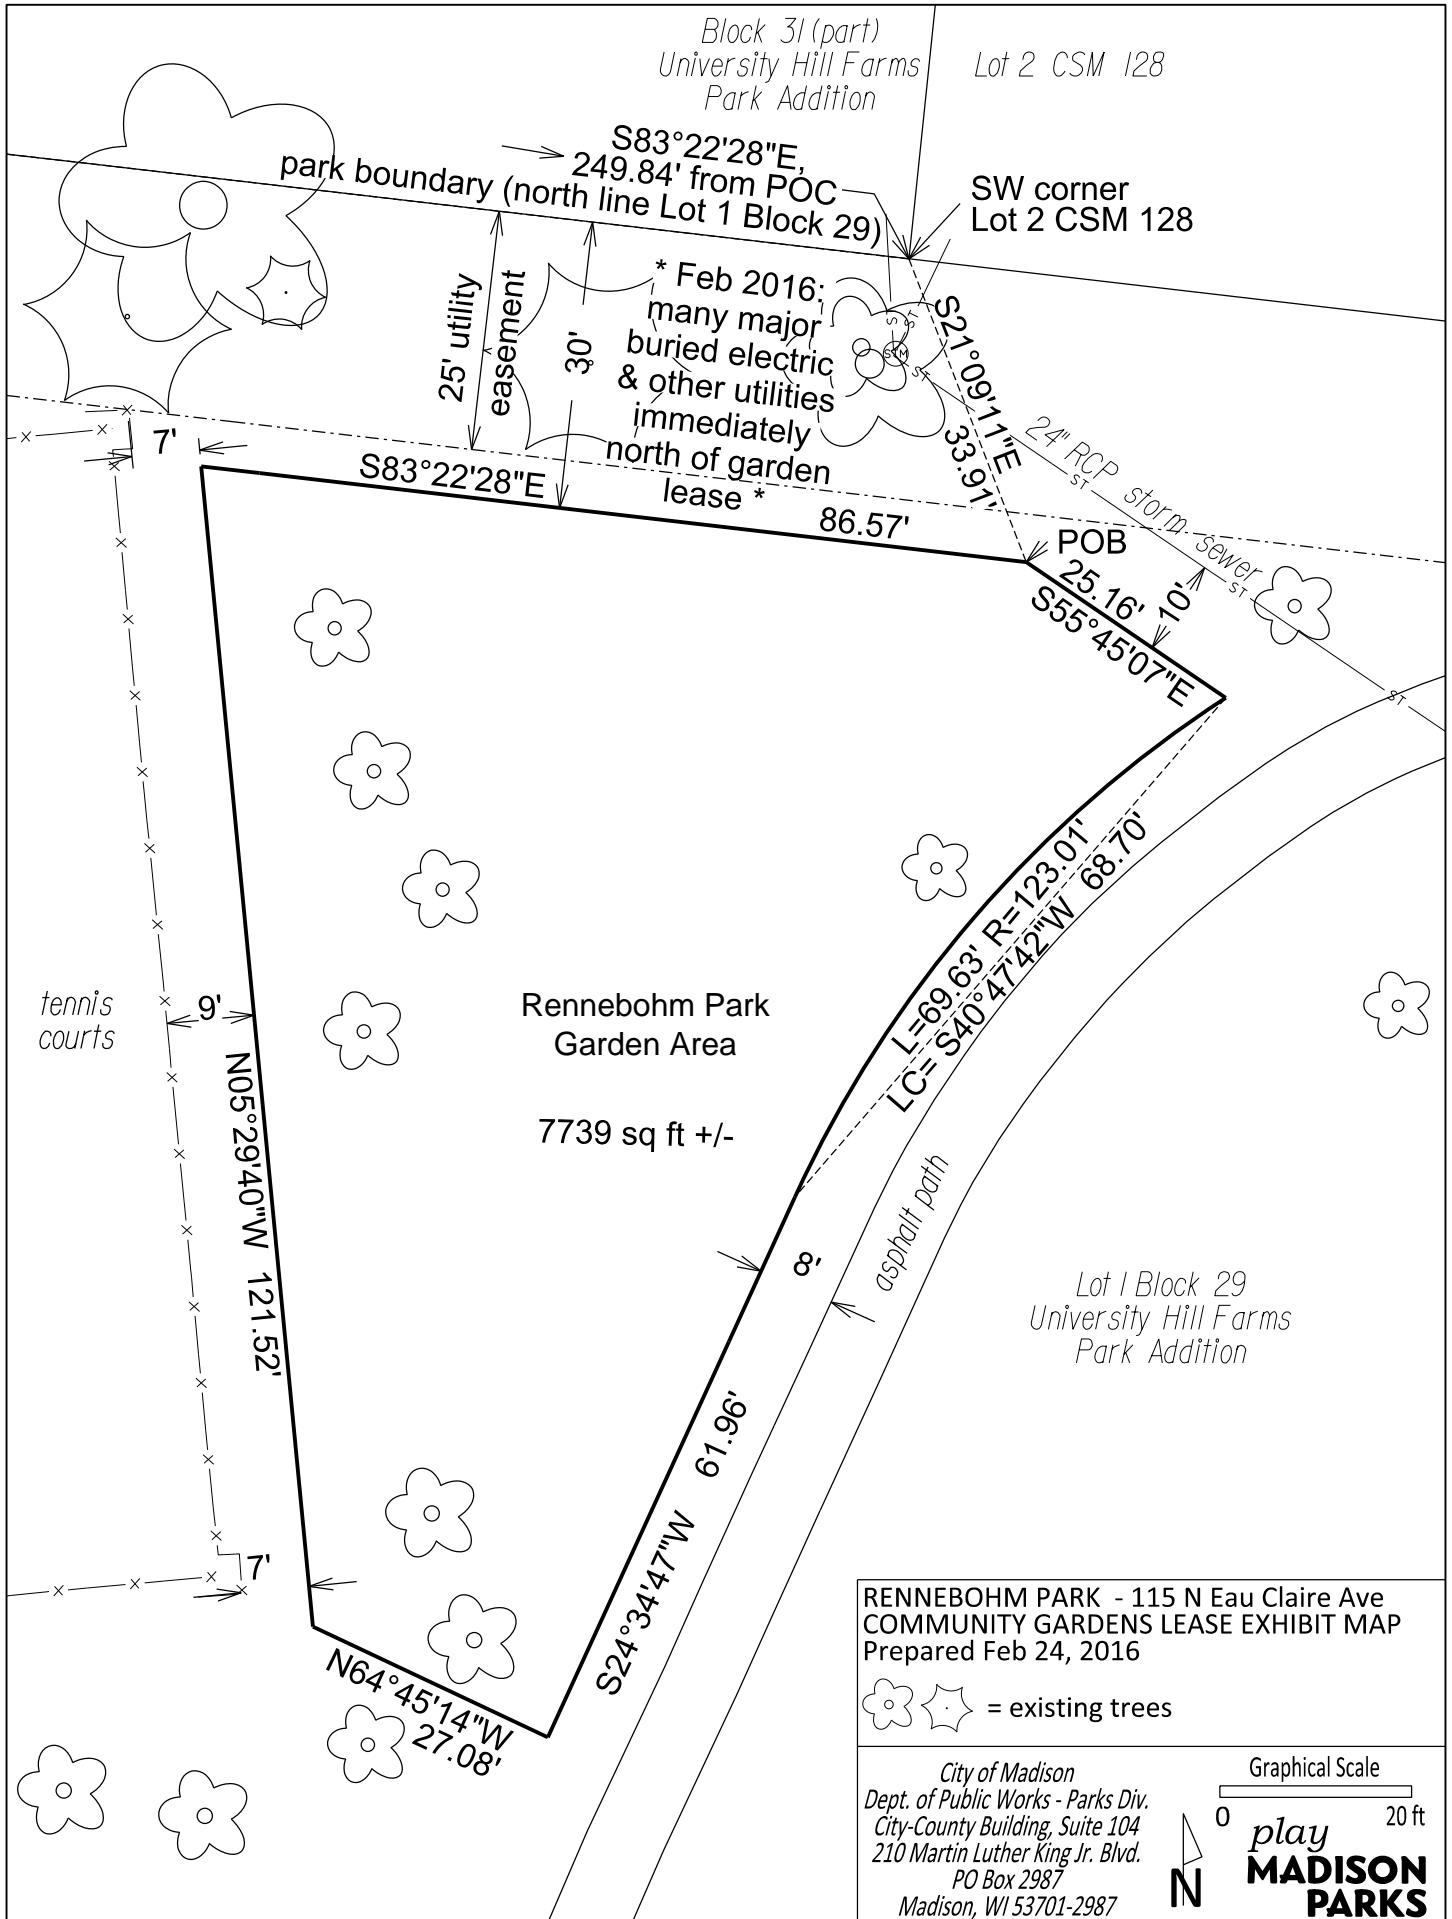 Block 31 (part)
University Hill Farms
Park Addition
Lot 2 CSM 128
S83°22'28"E,
249.84' from POC
park boundary (north line Lot 1 Block 29)
SW corner
Lot 2 CSM 128
25' utility
easement
30'
* Feb 2016:
many major
buried electric
& other utilities
immediately
north of garden
lease *
S
ST
STM
ST
S21°09'11"E
33.91'
24" RCP storm sewer
ST
ST
ST
7'
S83°22'28"E
86.57'
POB
25.16'
S55°45'07"E
10'
L=69.63' R=123.01'
LC= S40°47'42"W 68.70'
tennis
courts
9'
Rennebohm Park
Garden Area
7739 sq ft +/-
N05°29'40"W 121.52'
asphalt path
8'
Lot 1 Block 29
University Hill Farms
Park Addition
61.96'
S24°34'47"W
7'
N64°45'14"W
27.08'
RENNEBOHM PARK - 115 N Eau Claire Ave
COMMUNITY GARDENS LEASE EXHIBIT MAP
Prepared Feb 24, 2016
= existing trees
City of Madison
Dept. of Public Works - Parks Div.
City-County Building, Suite 104
210 Martin Luther King Jr. Blvd.
PO Box 2987
Madison, WI 53701-2987
N
Graphical Scale
0 20 ft
play
MADISON
PARKS